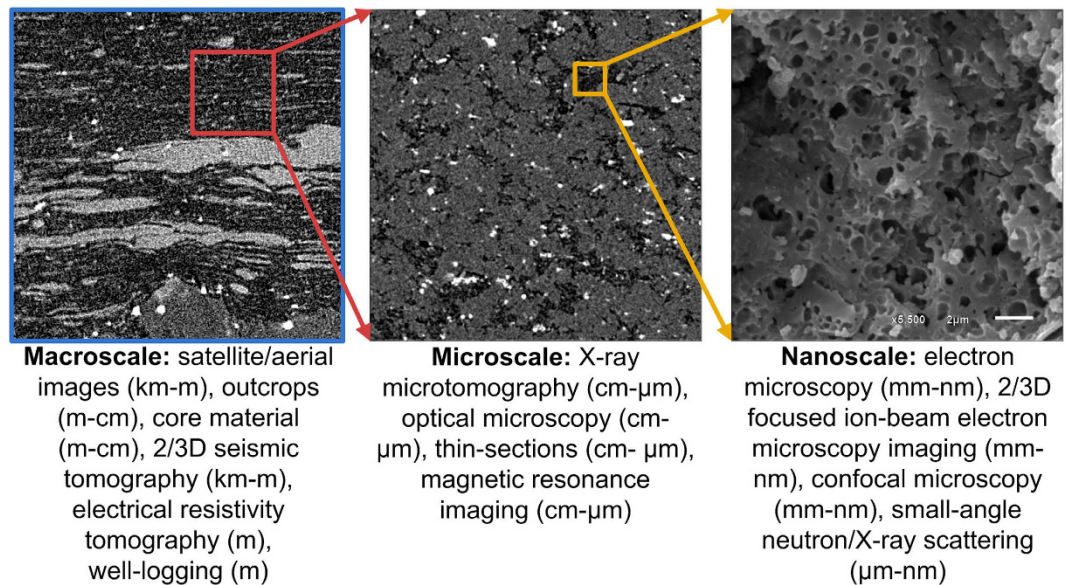 x5,500 2µm
Macroscale: satellite/aerial
images (km-m), outcrops
(m-cm), core material
(m-cm), 2/3D seismic
tomography (km-m),
electrical resistivity
tomography (m),
well-logging (m)
Microscale: X-ray
microtomography (cm-µm),
optical microscopy (cm-
µm), thin-sections (cm- µm),
magnetic resonance
imaging (cm-µm)
Nanoscale: electron
microscopy (mm-nm), 2/3D
focused ion-beam electron
microscopy imaging (mm-
nm), confocal microscopy
(mm-nm), small-angle
neutron/X-ray scattering
(µm-nm)